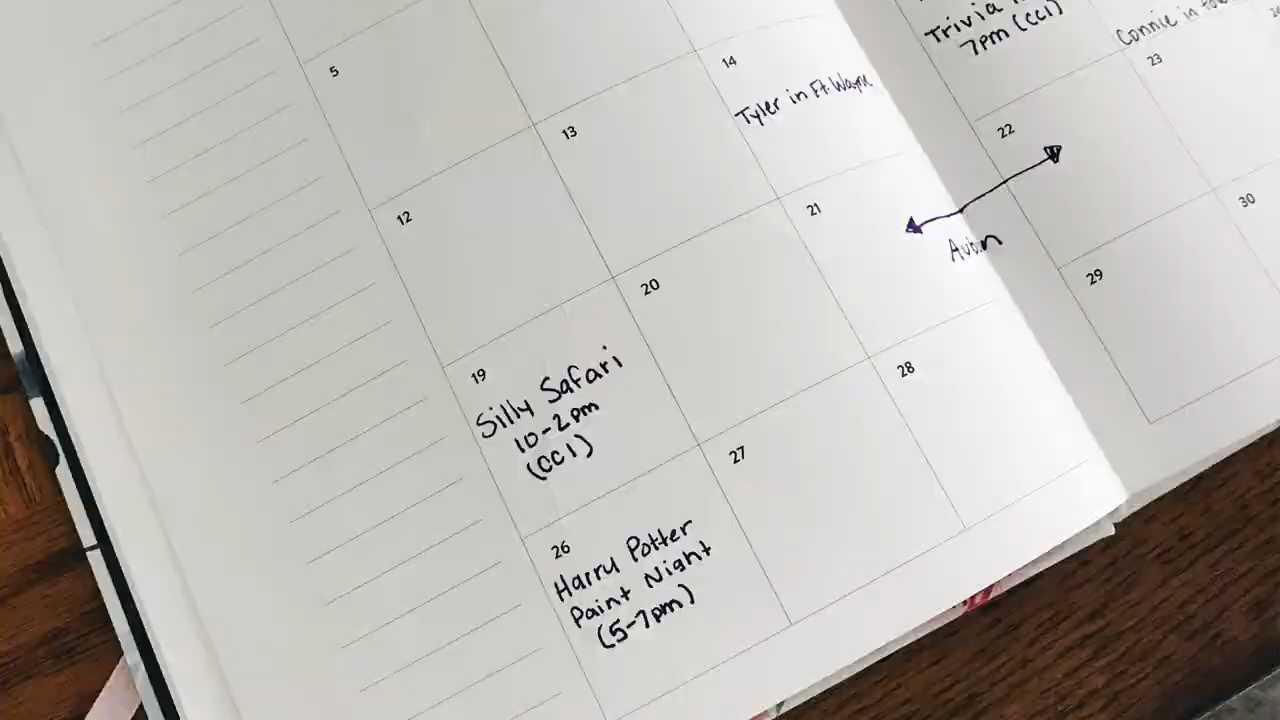 5
12
13
14
Tyler in Ft. Wayne
Trivia
7pm (CCI)
Connie in
19
Silly Safari
10-2pm
(CCI)
20
21
22
23
26
Harry Potter
Paint Night
(5-7pm)
27
28
29
30